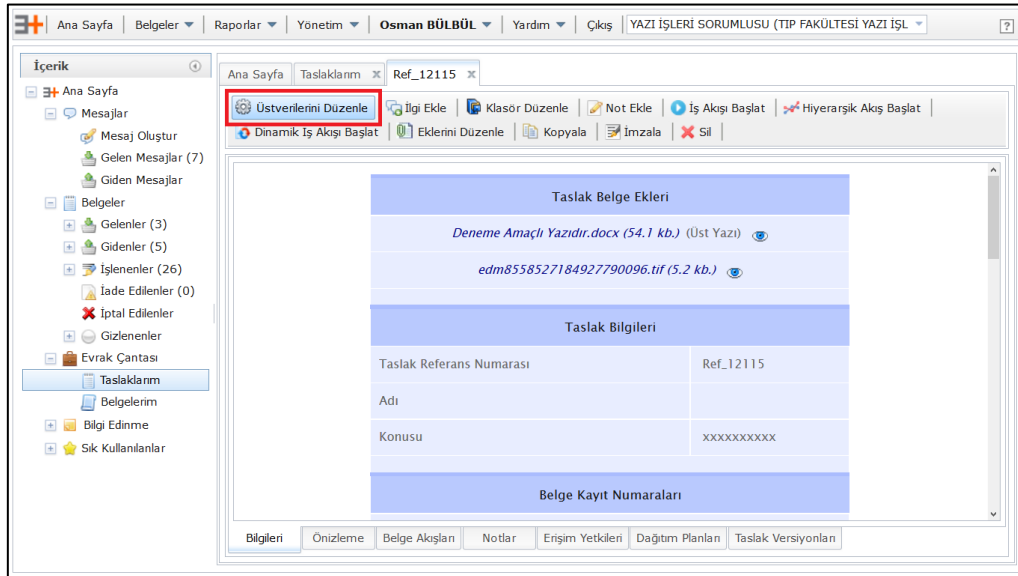 Ana Sayfa Belgeler Raporlar Yönetim Osman BÜLBÜL Yardım Çıkış YAZI İŞLERİ SORUMLUSU (TIP FAKÜLTESİ YAZI İŞL ?
İçerik
Ana Sayfa
Mesajlar
Mesaj Oluştur
Gelen Mesajlar (7)
Giden Mesajlar
Belgeler
Gelenler (3)
Gidenler (5)
İşlenenler (26)
İade Edilenler (0)
İptal Edilenler
Gizlenenler
Evrak Çantası
Taslaklarım
Belgelerim
Bilgi Edinme
Sık Kullanılanlar
Ana Sayfa Taslaklarım x Ref_12115 x
Üstverilerini Düzenle İlgi Ekle Klasör Düzenle Not Ekle İş Akışı Başlat Hiyerarşik Akış Başlat
Dinamik İş Akışı Başlat Eklerini Düzenle Kopyala İmzala Sil
Taslak Belge Ekleri
Deneme Amaçlı Yazıdır.docx (54.1 kb.) (Üst Yazı)
edm8558527184927790096.tif (5.2 kb.)
Taslak Bilgileri
Taslak Referans Numarası Ref_12115
Adı
Konusu xxxxxxxxxx
Belge Kayıt Numaraları
Bilgileri Önizleme Belge Akışları Notlar Erişim Yetkileri Dağıtım Planları Taslak Versiyonları